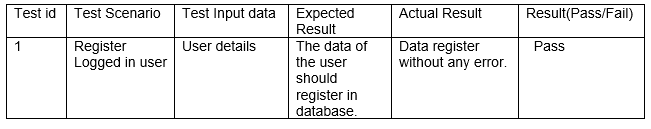 Test id Test Scenario Test Input data Expected Result Actual Result Result(Pass/Fail)
1 Register Logged in user User details The data of the user should register in database. Data register without any error. Pass